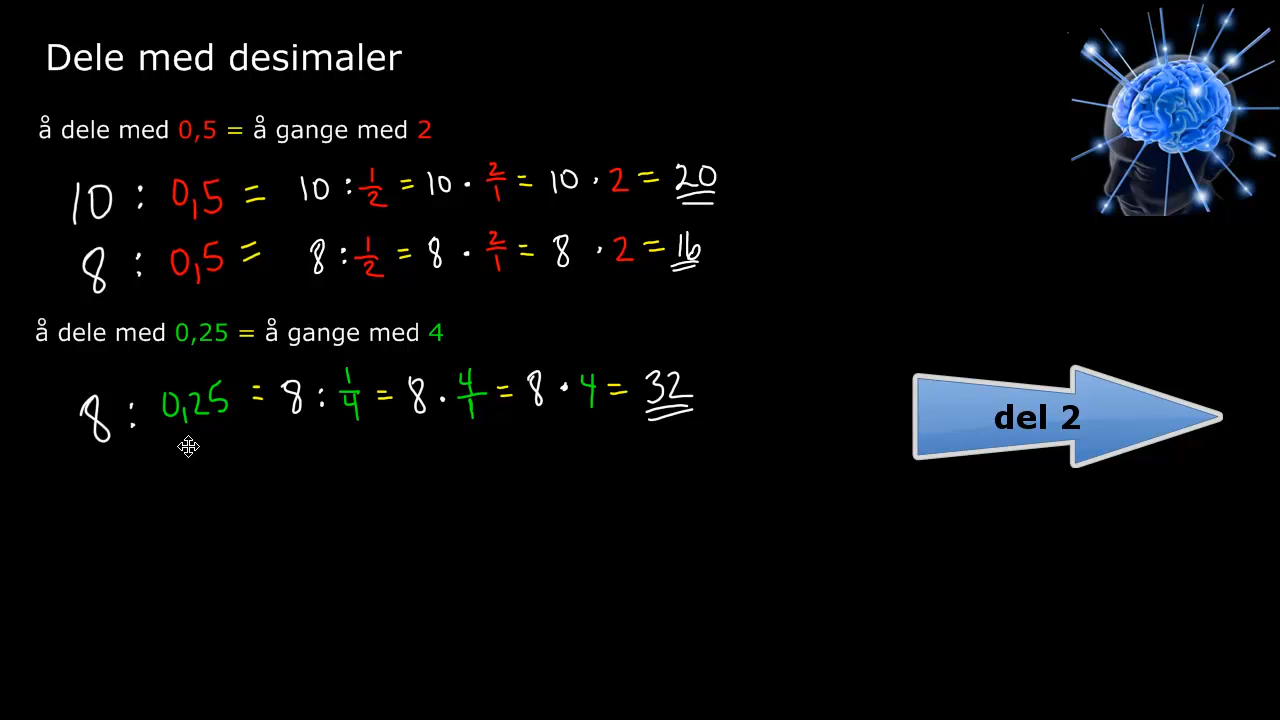 Dele med desimaler
å dele med 0,5 = å gange med 2
10 : 0,5 = 10 : 1/2 = 10 · 2/1 = 10 · 2 = 20
8 : 0,5 = 8 : 1/2 = 8 · 2/1 = 8 · 2 = 16
å dele med 0,25 = å gange med 4
8 : 0,25 = 8 : 1/4 = 8 · 4/1 = 8 · 4 = 32
del 2